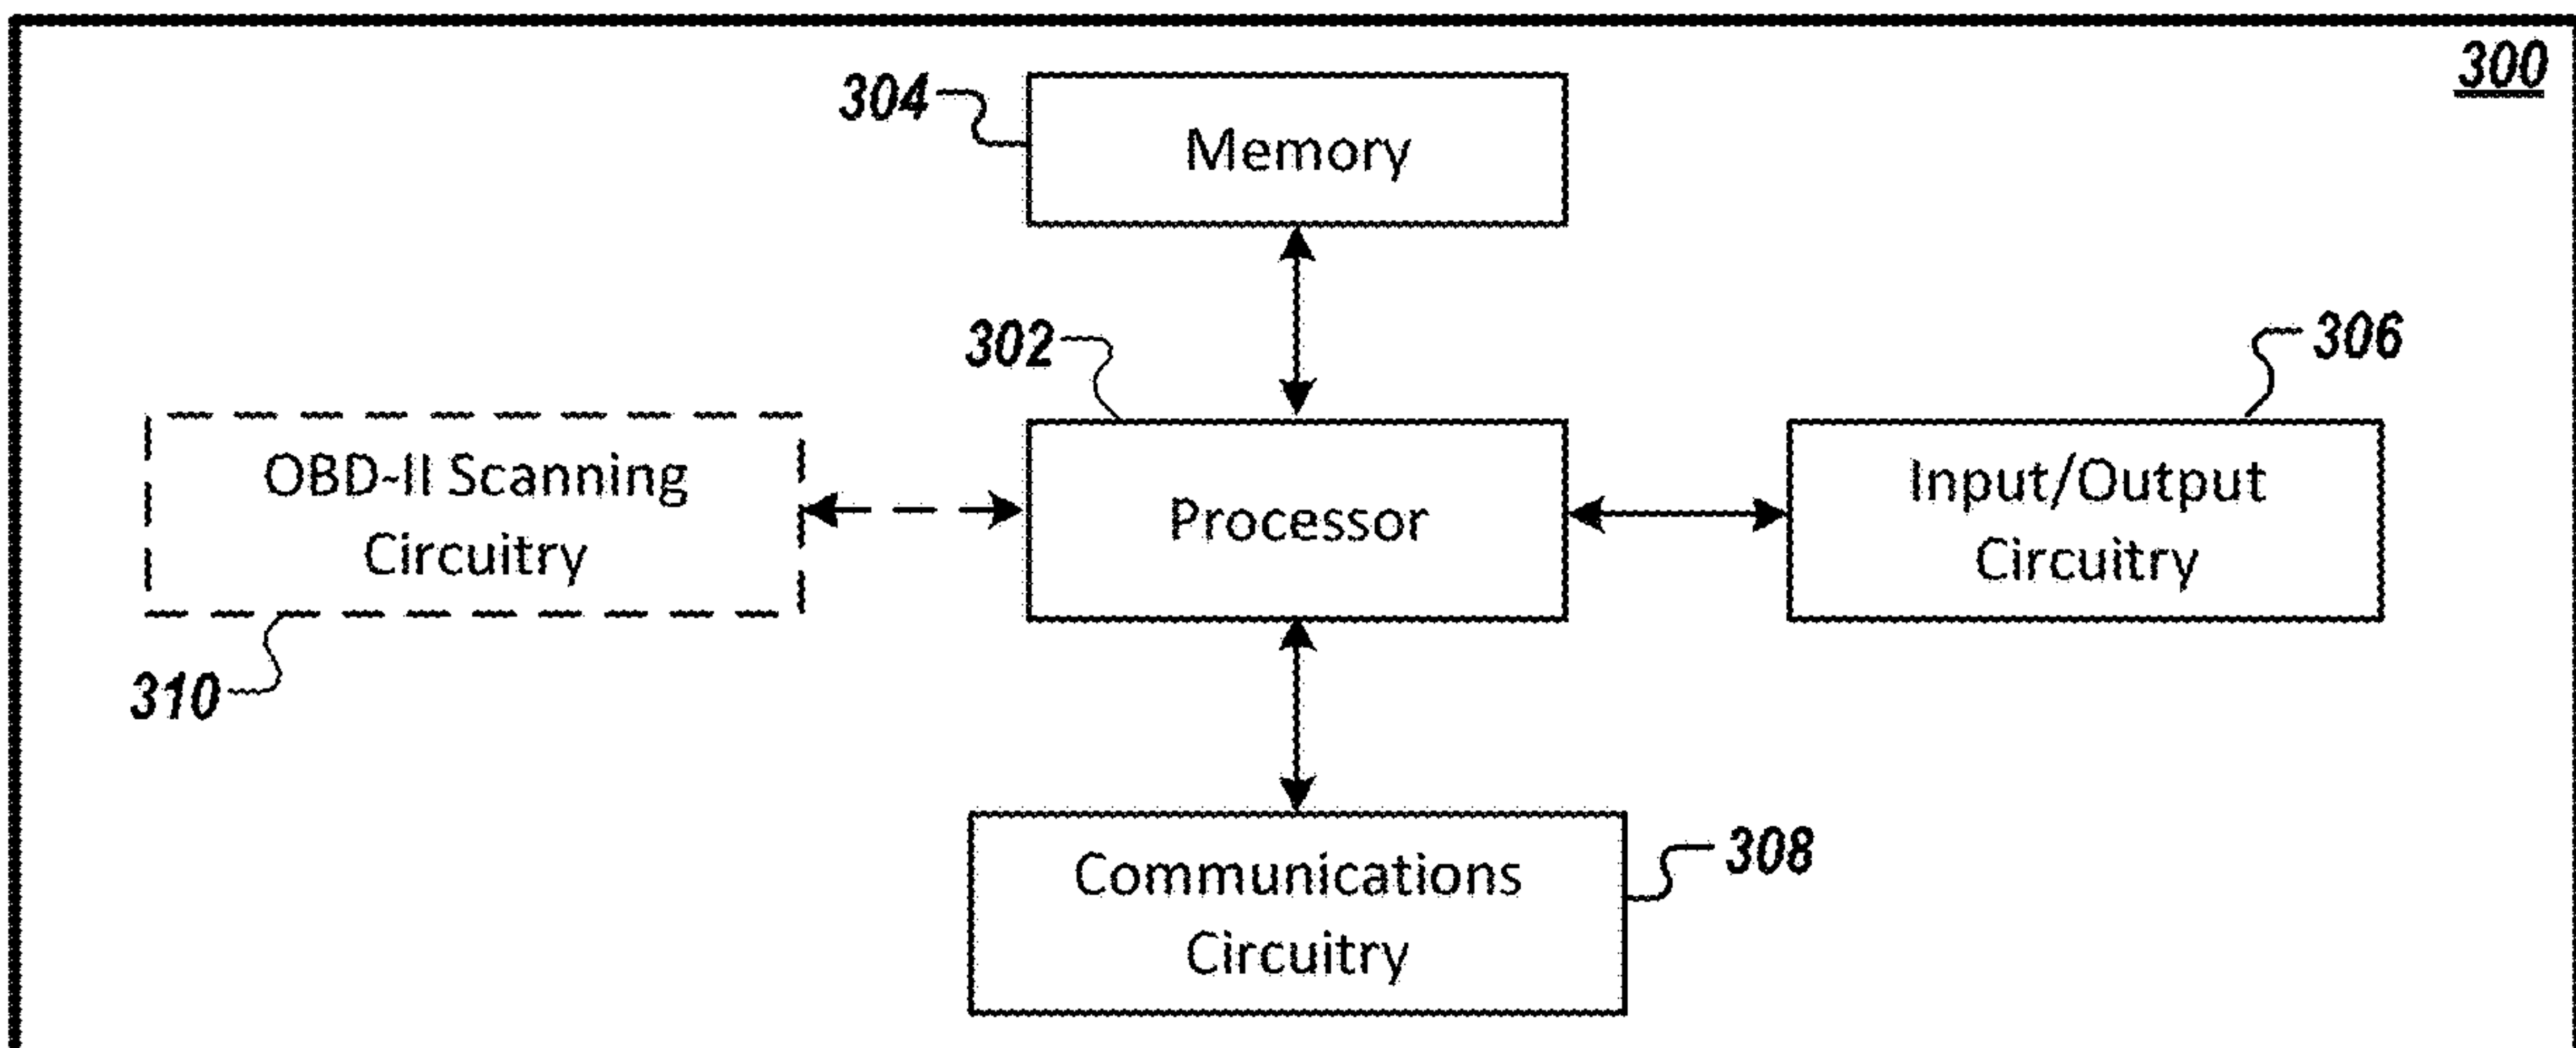 300
304
Memory
302
306
OBD-II Scanning
Circuitry
Processor
Input/Output
Circuitry
310
308
Communications
Circuitry